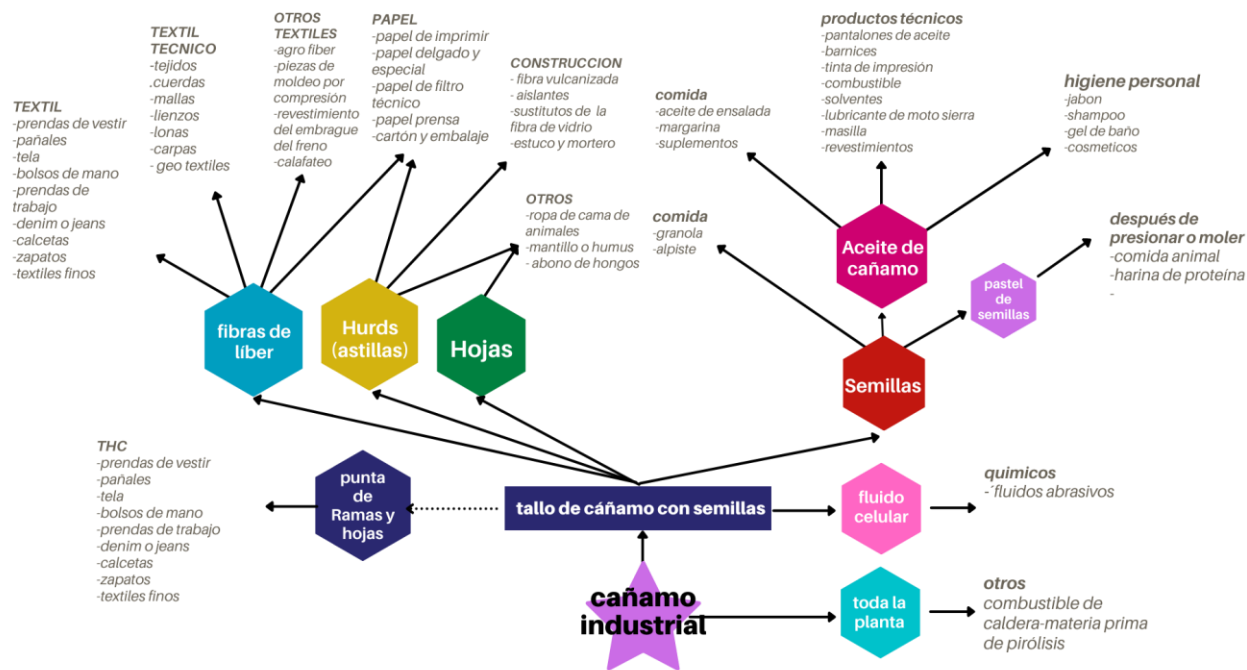 TEXTIL
-prendas de vestir
-pañales
-tela
-bolsos de mano
-prendas de
trabajo
-denim o jeans
-calcetas
-zapatos
-textiles finos
TEXTIL
TECNICO
-tejidos
.cuerdas
-mallas
-lienzos
-lonas
-carpas
- geo textiles
OTROS
TEXTILES
-agro fiber
-piezas de
moldeo por
compresión
-revestimiento
del embrague
del freno
-calafateo
PAPEL
-papel de imprimir
-papel delgado y
especial
-papel de filtro
técnico
-papel prensa
-cartón y embalaje
CONSTRUCCION
- fibra vulcanizada
- aislantes
-sustitutos de la
fibra de vidrio
-estuco y mortero
OTROS
-ropa de cama de
animales
-mantillo o humus
- abono de hongos
comida
-aceite de ensalada
-margarina
-suplementos
comida
-granola
-alpiste
productos técnicos
-pantalones de aceite
-barnices
-tinta de impresión
-combustible
-solventes
-lubricante de moto sierra
-masilla
-revestimientos
higiene personal
-jabon
-shampoo
-gel de baño
-cosmeticos
después de
presionar o moler
-comida animal
-harina de proteína
-
fibras de
líber
Hurds
(astillas)
Hojas
Aceite de
cañamo
pastel
de
semillas
Semillas
THC
-prendas de vestir
-pañales
-tela
-bolsos de mano
-prendas de trabajo
-denim o jeans
-calcetas
-zapatos
-textiles finos
punta
de
Ramas y
hojas
tallo de cáñamo con semillas
fluido
celular
quimicos
-´fluidos abrasivos
cañamo
industrial
toda la
planta
otros
combustible de
caldera-materia prima
de pirólisis